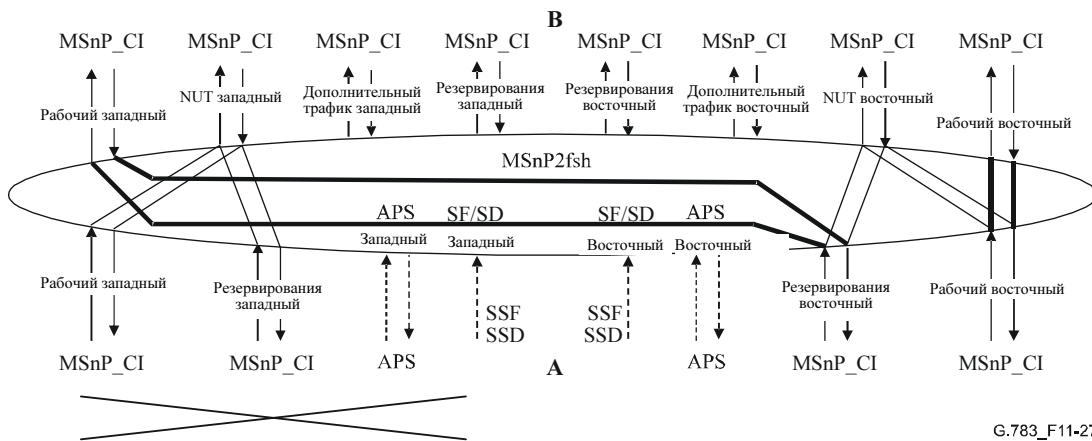 B
MSnP_CI MSnP_CI MSnP_CI MSnP_CI MSnP_CI MSnP_CI MSnP_CI MSnP_CI
Рабочий западный
NUT западный
Дополнительный
трафик западный
Резервирования
западный
Резервирования
восточный
Дополнительный
трафик восточный
NUT восточный
Рабочий восточный
MSnP2fsh
APS SF/SD SF/SD APS
Западный Западный Восточный Восточный
Рабочий западный
Резервирования
западный
SSF
SSD
SSF
SSD
Резервирования
восточный
Рабочий восточный
MSnP_CI MSnP_CI APS A APS MSnP_CI MSnP_CI
G.783_F11-27